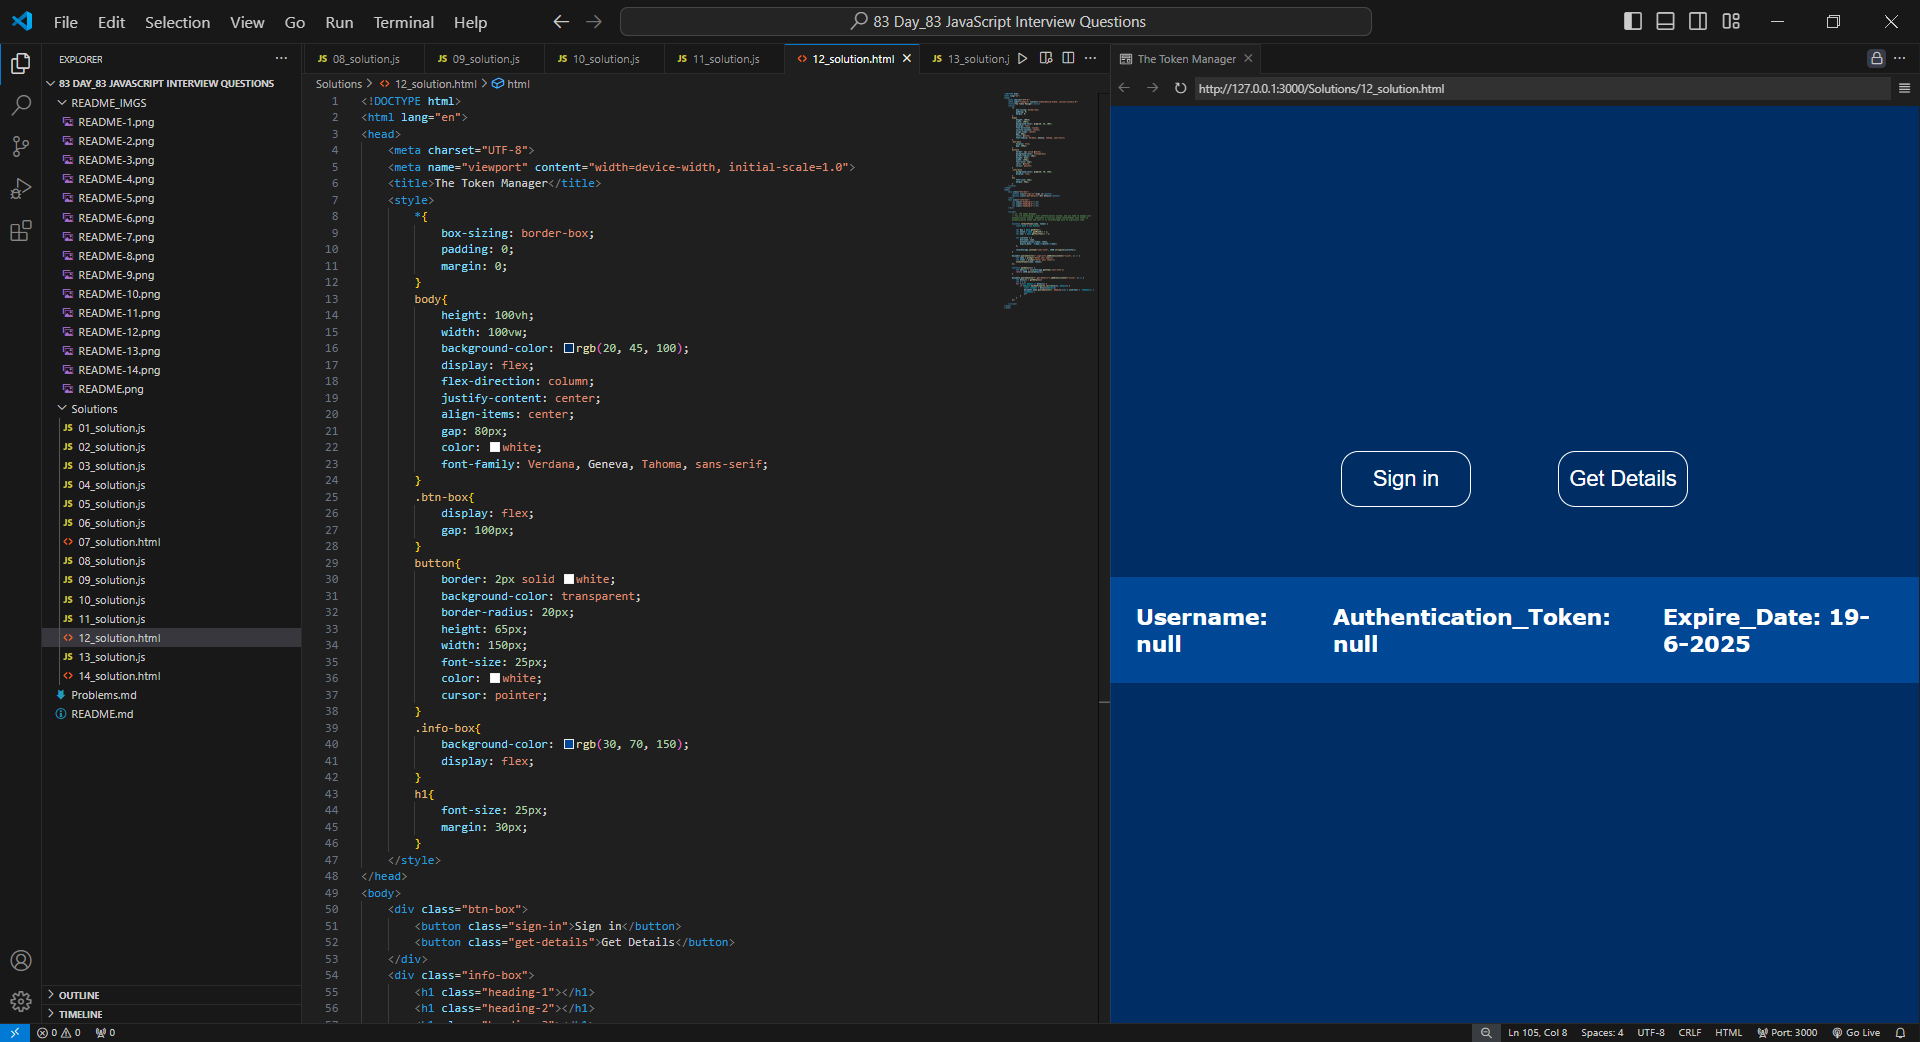 File Edit Selection View Go Run Terminal Help
83 Day_83 JavaScript Interview Questions
EXPLORER
83 DAY_83 JAVASCRIPT INTERVIEW QUESTIONS
README_IMGS
README-1.png
README-2.png
README-3.png
README-4.png
README-5.png
README-6.png
README-7.png
README-8.png
README-9.png
README-10.png
README-11.png
README-12.png
README-13.png
README-14.png
README.png
Solutions
JS 01_solution.js
JS 02_solution.js
JS 03_solution.js
JS 04_solution.js
JS 05_solution.js
JS 06_solution.js
<> 07_solution.html
JS 08_solution.js
JS 09_solution.js
JS 10_solution.js
JS 11_solution.js
<> 12_solution.html
JS 13_solution.js
<> 14_solution.html
Problems.md
README.md
OUTLINE
TIMELINE
JS 08_solution.js JS 09_solution.js JS 10_solution.js JS 11_solution.js <> 12_solution.html JS 13_solution.j
Solutions > <> 12_solution.html > html
1 <!DOCTYPE html>
2 <html lang="en">
3 <head>
4 <meta charset="UTF-8">
5 <meta name="viewport" content="width=device-width, initial-scale=1.0">
6 <title>The Token Manager</title>
7 <style>
8 *{
9 box-sizing: border-box;
10 padding: 0;
11 margin: 0;
12 }
13 body{
14 height: 100vh;
15 width: 100vw;
16 background-color: rgb(20, 45, 100);
17 display: flex;
18 flex-direction: column;
19 justify-content: center;
20 align-items: center;
21 gap: 80px;
22 color: white;
23 font-family: Verdana, Geneva, Tahoma, sans-serif;
24 }
25 .btn-box{
26 display: flex;
27 gap: 100px;
28 }
29 button{
30 border: 2px solid white;
31 background-color: transparent;
32 border-radius: 20px;
33 height: 65px;
34 width: 150px;
35 font-size: 25px;
36 color: white;
37 cursor: pointer;
38 }
39 .info-box{
40 background-color: rgb(30, 70, 150);
41 display: flex;
42 }
43 h1{
44 font-size: 25px;
45 margin: 30px;
46 }
47 </style>
48 </head>
49 <body>
50 <div class="btn-box">
51 <button class="sign-in">Sign in</button>
52 <button class="get-details">Get Details</button>
53 </div>
54 <div class="info-box">
55 <h1 class="heading-1"></h1>
56 <h1 class="heading-2"></h1>
The Token Manager
http://127.0.0.1:3000/Solutions/12_solution.html
Sign in
Get Details
Username: null
Authentication_Token: null
Expire_Date: 19-6-2025
0 0 0
Ln 105, Col 8 Spaces: 4 UTF-8 CRLF HTML Port: 3000 Go Live